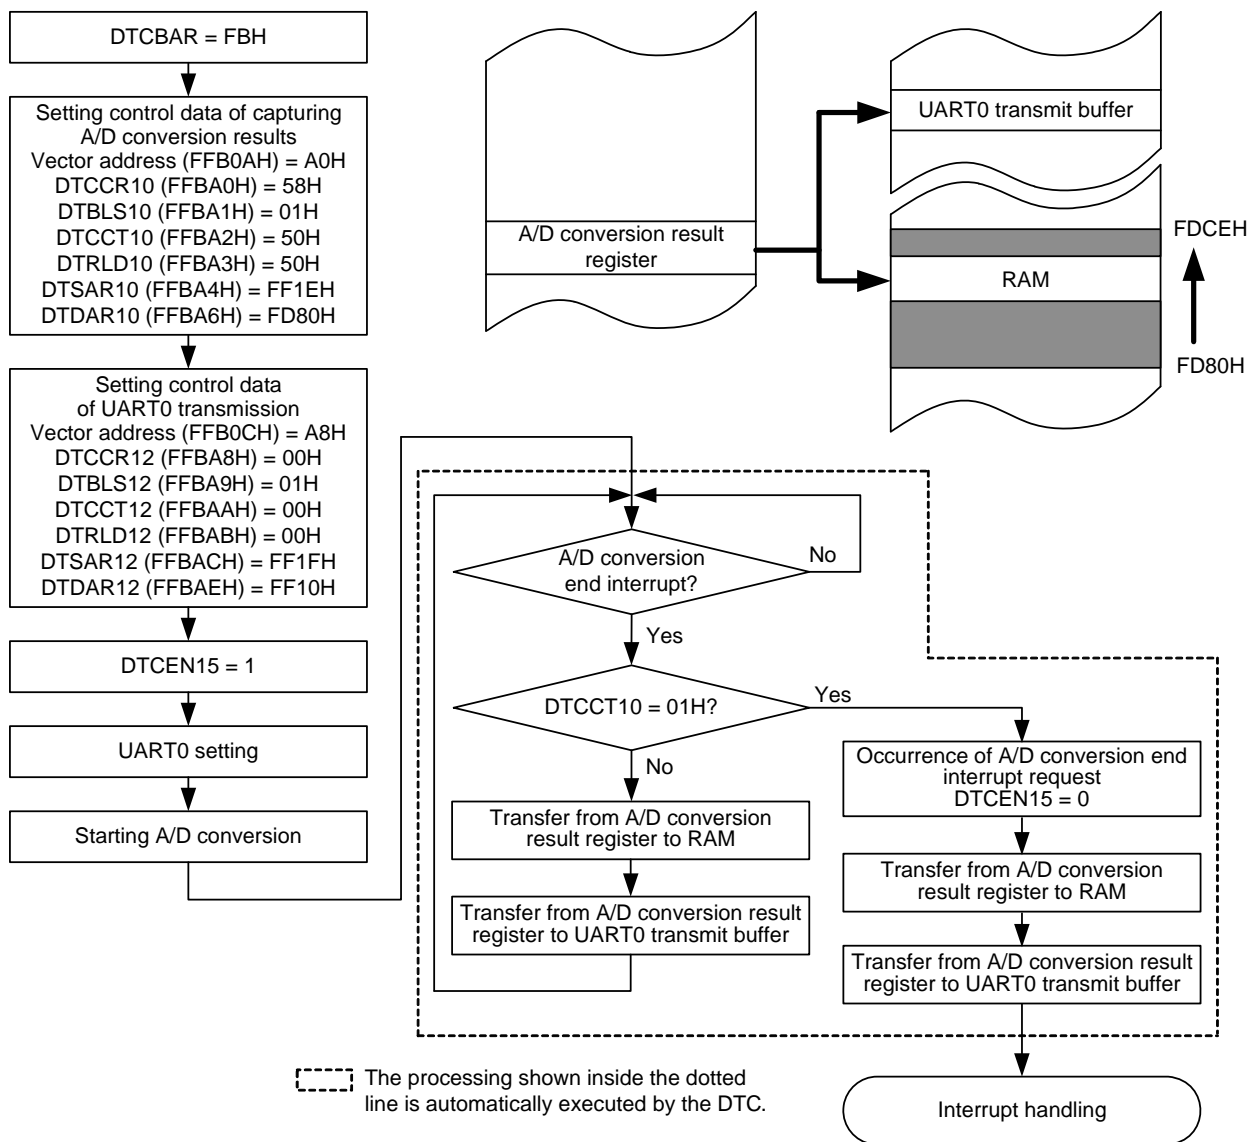 DTCBAR = FBH
Setting control data of capturing
A/D conversion results
Vector address (FFB0AH) = A0H
DTCCR10 (FFBA0H) = 58H
DTBLS10 (FFBA1H) = 01H
DTCCT10 (FFBA2H) = 50H
DTRLD10 (FFBA3H) = 50H
DTSAR10 (FFBA4H) = FF1EH
DTDAR10 (FFBA6H) = FD80H
Setting control data
of UART0 transmission
Vector address (FFB0CH) = A8H
DTCCR12 (FFBA8H) = 00H
DTBLS12 (FFBA9H) = 01H
DTCCT12 (FFBAAH) = 00H
DTRLD12 (FFBABH) = 00H
DTSAR12 (FFBACH) = FF1FH
DTDAR12 (FFBAEH) = FF10H
DTCEN15 = 1
UART0 setting
Starting A/D conversion
A/D conversion result
register
UART0 transmit buffer
RAM
FDCEH
FD80H
A/D conversion
end interrupt?
No
Yes
DTCCT10 = 01H?
Yes
No
Transfer from A/D conversion
result register to RAM
Transfer from A/D conversion result
register to UART0 transmit buffer
Occurrence of A/D conversion end
interrupt request
DTCEN15 = 0
Transfer from A/D conversion
result register to RAM
Transfer from A/D conversion result
register to UART0 transmit buffer
Interrupt handling
The processing shown inside the dotted
line is automatically executed by the DTC.